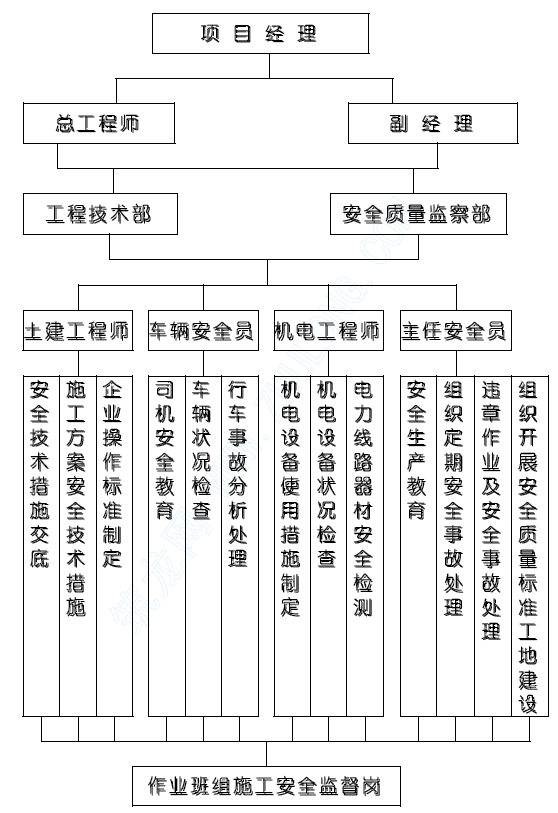 项 目 经 理
总工程师
副 经 理
工程技术部
安全质量监察部
土建工程师
车辆安全员
机电工程师
主任安全员
安全技术措施交底
施工方案安全技术措施
企业操作标准制定
司机安全教育
车辆状况检查
行车事故分析处理
机电设备使用措施制定
机电设备状况检查
电力线路器材安全检测
安全生产教育
组织定期安全事故处理
违章作业及安全事故处理
组织开展安全质量标准工地建设
作业班组施工安全监督岗